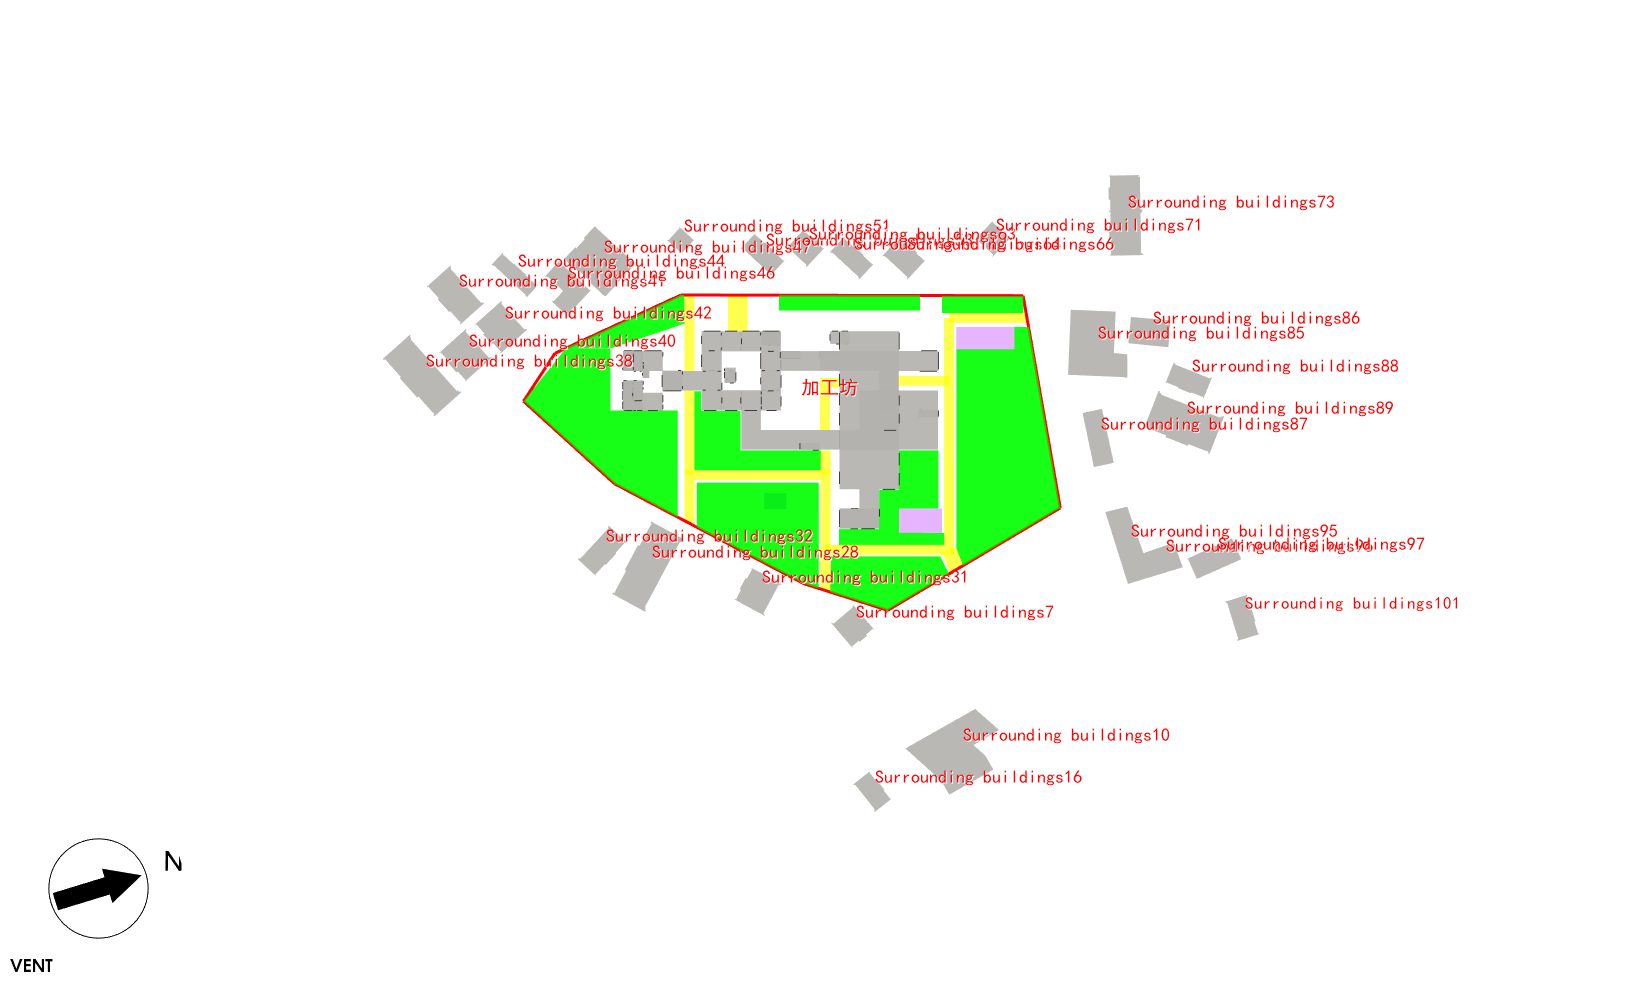 Surrounding buildings73
Surrounding buildings51
Surrounding buildings71
Surrounding buildings63
Surrounding buildings47
Surrounding buildings66
Surrounding buildings44
Surrounding buildings46
Surrounding buildings41
Surrounding buildings42
Surrounding buildings86
Surrounding buildings85
Surrounding buildings40
Surrounding buildings38
Surrounding buildings88
加工坊
Surrounding buildings89
Surrounding buildings87
Surrounding buildings95
Surrounding buildings32
Surrounding buildings97
Surrounding buildings28
Surrounding buildings31
Surrounding buildings101
Surrounding buildings7
Surrounding buildings10
Surrounding buildings16
N
VENT